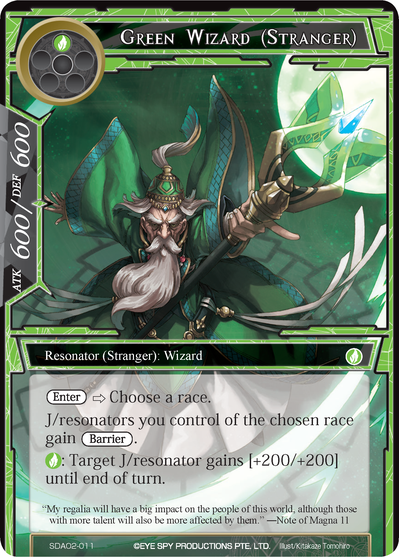 Green Wizard (Stranger)
ATK 600/DEF 600
Resonator (Stranger): Wizard
Enter ⇨ Choose a race.
J/resonators you control of the chosen race
gain Barrier.
: Target J/resonator gains [+200/+200]
until end of turn.
"My regalia will have a big impact on the people of this world, although those
with more talent will also be more affected by them." —Note of Magna 11
SDAO2-011 ©EYE SPY PRODUCTIONS PTE. LTD. Illust/Kitakaze Tomohiro